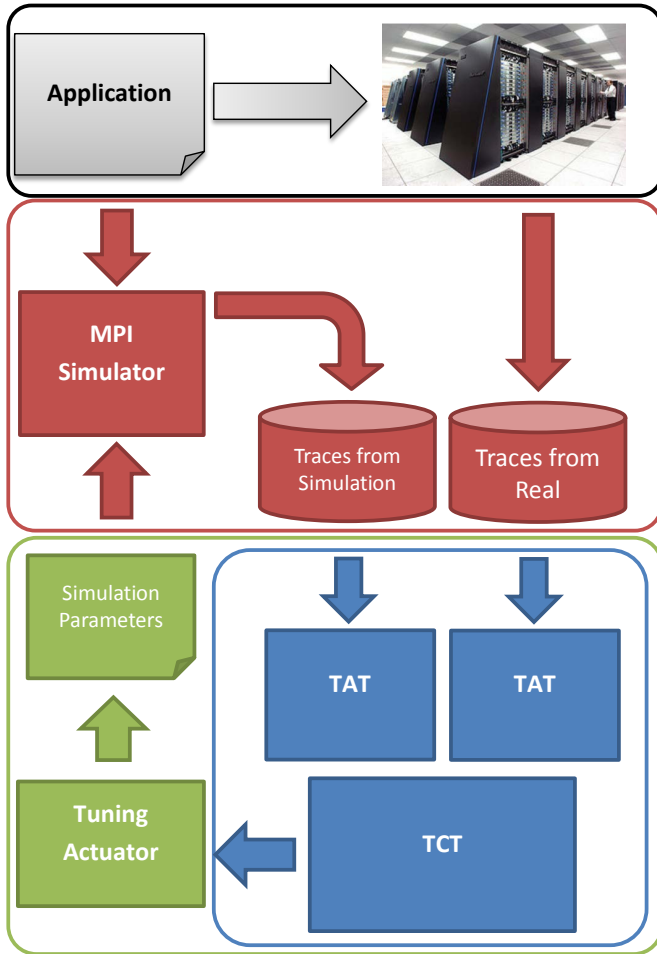 Application
MPI
Simulator
Traces from
Simulation
Traces from
Real
Simulation
Parameters
TAT
TAT
Tuning
Actuator
TCT